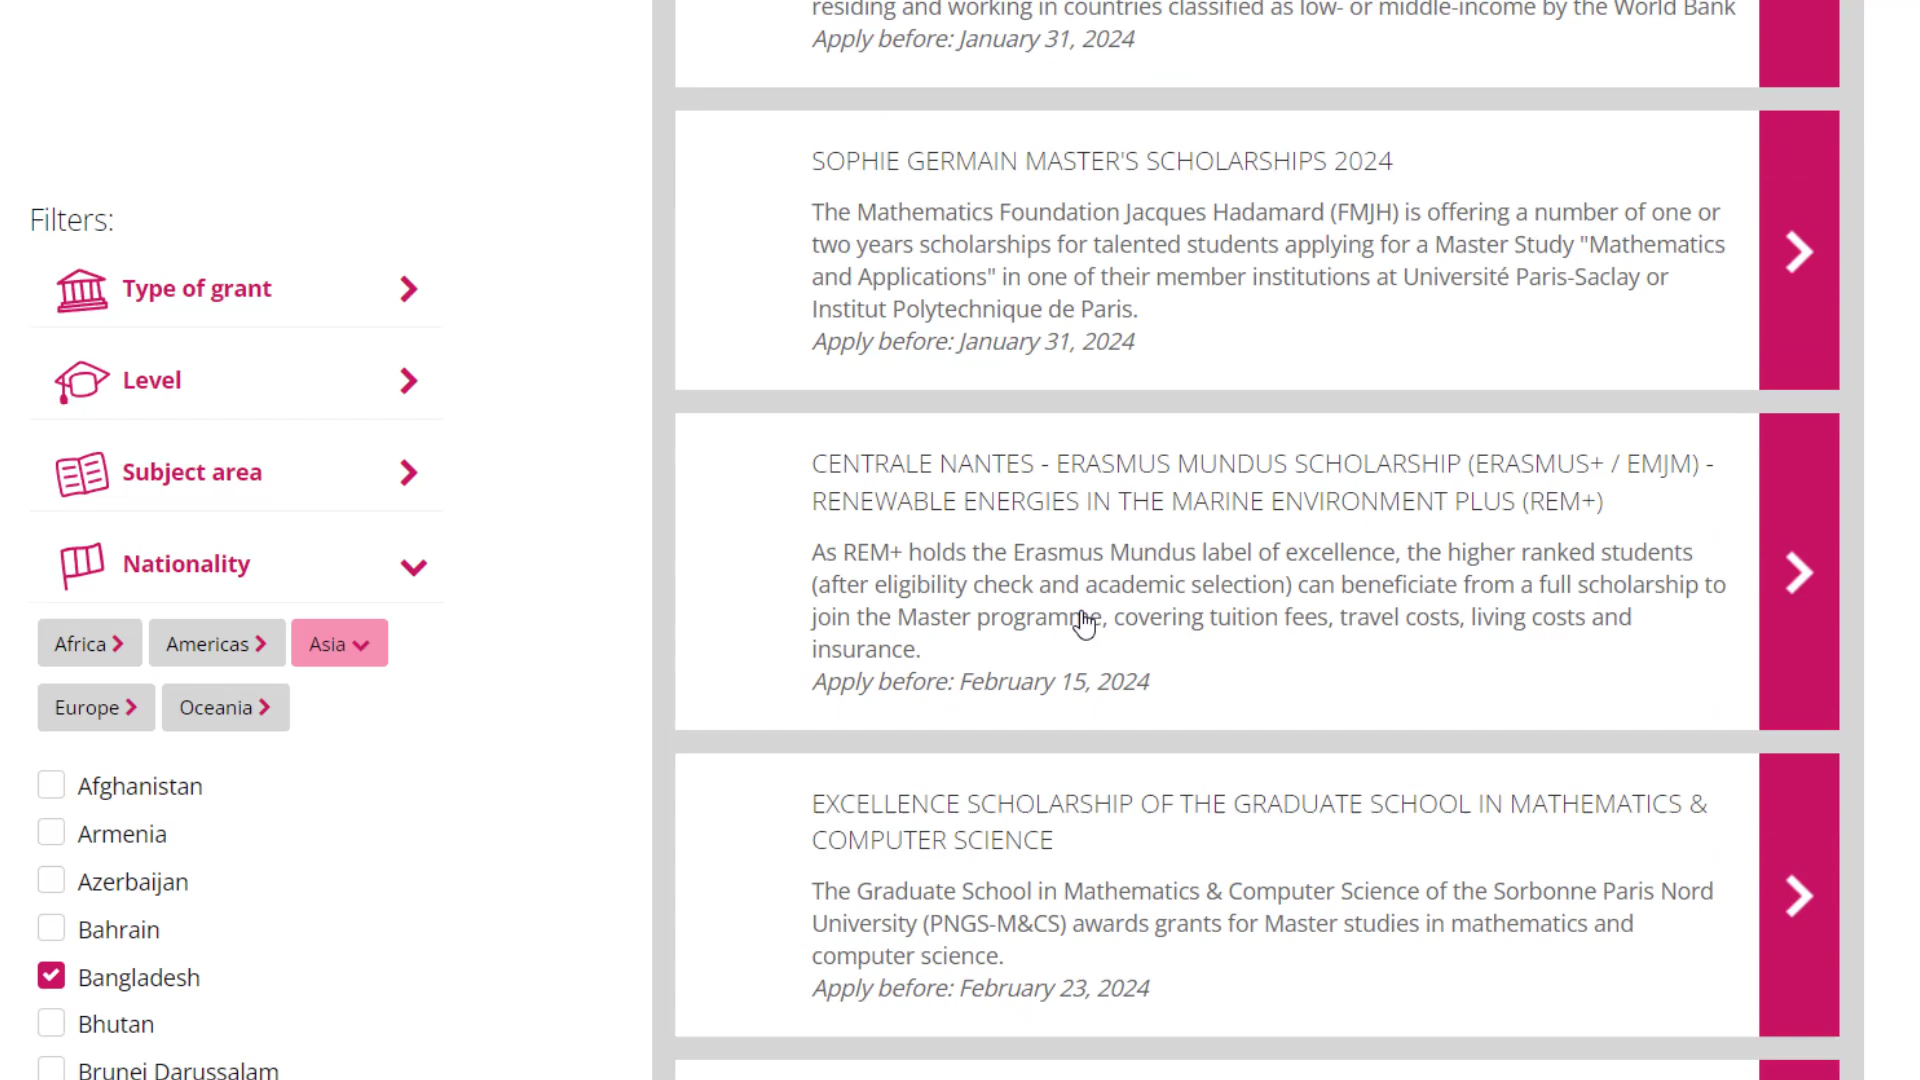 residing and working in countries classified as low- or middle-income by the World Bank
Apply before: January 31, 2024
SOPHIE GERMAIN MASTER'S SCHOLARSHIPS 2024
The Mathematics Foundation Jacques Hadamard (FMJH) is offering a number of one or
two years scholarships for talented students applying for a Master Study "Mathematics
and Applications" in one of their member institutions at Université Paris-Saclay or
Institut Polytechnique de Paris.
Apply before: January 31, 2024
CENTRALE NANTES - ERASMUS MUNDUS SCHOLARSHIP (ERASMUS+ / EMJM) -
RENEWABLE ENERGIES IN THE MARINE ENVIRONMENT PLUS (REM+)
As REM+ holds the Erasmus Mundus label of excellence, the higher ranked students
(after eligibility check and academic selection) can beneficiate from a full scholarship to
join the Master programme, covering tuition fees, travel costs, living costs and
insurance.
Apply before: February 15, 2024
EXCELLENCE SCHOLARSHIP OF THE GRADUATE SCHOOL IN MATHEMATICS &
COMPUTER SCIENCE
The Graduate School in Mathematics & Computer Science of the Sorbonne Paris Nord
University (PNGS-M&CS) awards grants for Master studies in mathematics and
computer science.
Apply before: February 23, 2024
Filters:
Type of grant
Level
Subject area
Nationality
Africa
Americas
Asia
Europe
Oceania
Afghanistan
Armenia
Azerbaijan
Bahrain
Bangladesh
Bhutan
Brunei Darussalam